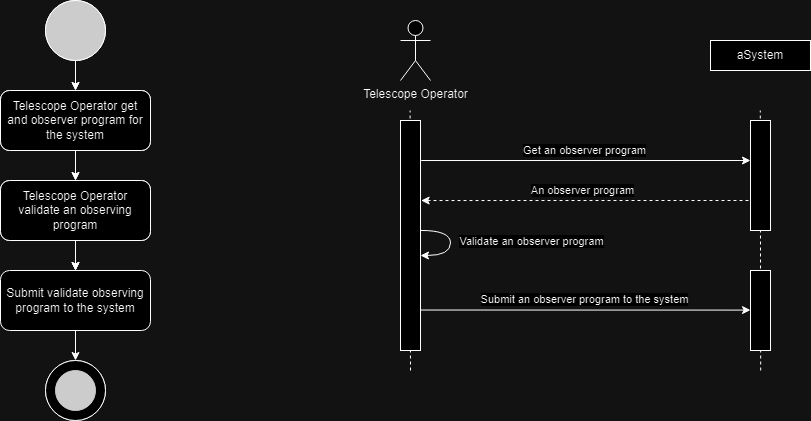 Telescope Operator get
and observer program for
the system
Telescope Operator
validate an observing
program
Submit validate observing
program to the system
Telescope Operator
aSystem
Get an observer program
An observer program
Validate an observer program
Submit an observer program to the system